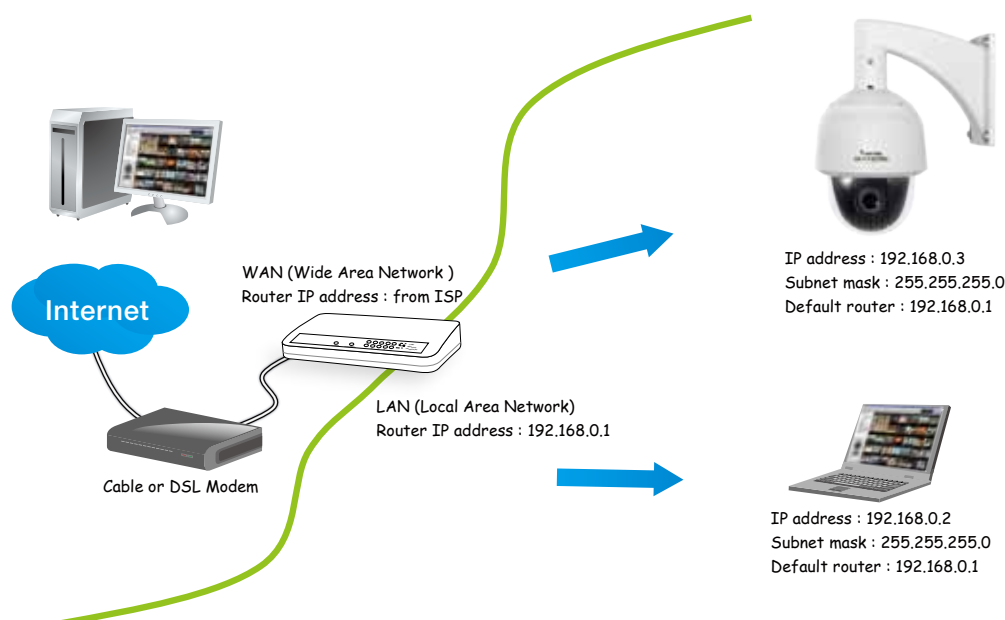 WAN (Wide Area Network )
Router IP address : from ISP
Internet
LAN (Local Area Network)
Router IP address : 192.168.0.1
Cable or DSL Modem
IP address : 192.168.0.3
Subnet mask : 255.255.255.0
Default router : 192.168.0.1
IP address : 192.168.0.2
Subnet mask : 255.255.255.0
Default router : 192.168.0.1